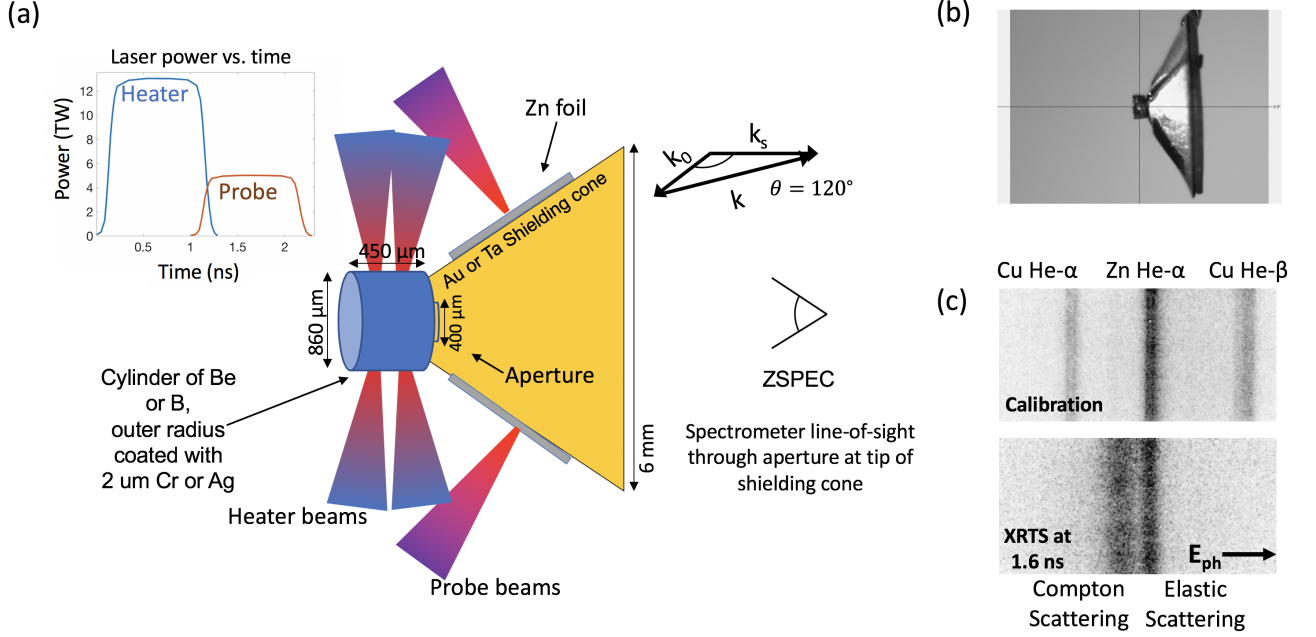 (a)
Laser power vs. time
Power (TW)
12
10
8
6
4
2
0
Heater
Probe
0.5
1
1.5
2
Time (ns)
Zn foil
Au or Ta Shielding cone
450 μm
860 μm
400 μm
Aperture
6 mm
Cylinder of Be
or B,
outer radius
coated with
2 um Cr or Ag
Heater beams
Probe beams
k₀
kₛ
k
θ = 120°
ZSPEC
Spectrometer line-of-sight
through aperture at tip of
shielding cone
(b)
(c)
Cu He-α Zn He-α Cu He-β
Calibration
XRTS at
1.6 ns
Eₚₕ
Compton
Scattering
Elastic
Scattering